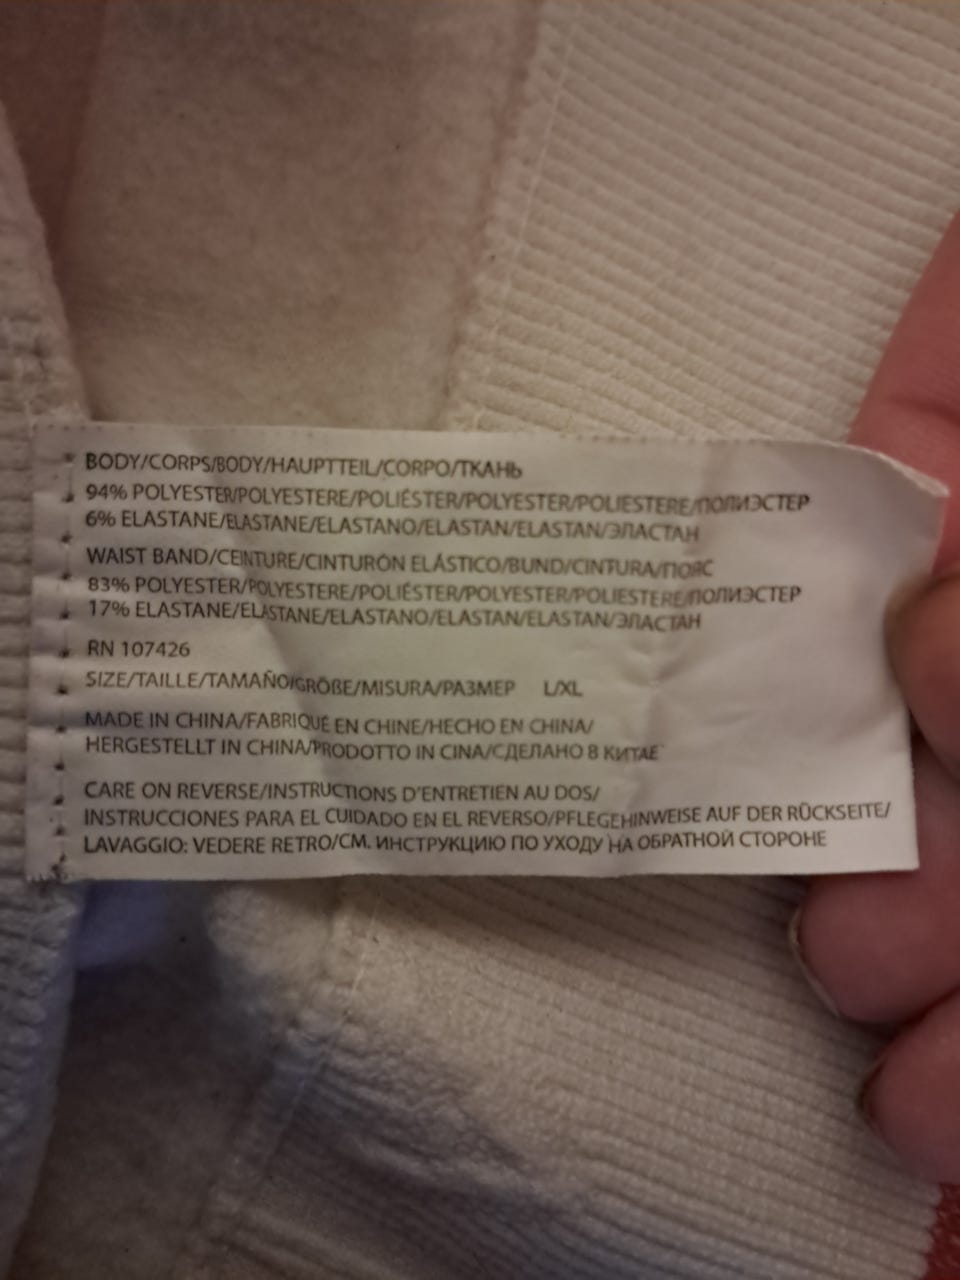 BODY/CORPS/BODY/HAUPTTEIL/CORPO/ТКАНЬ
94% POLYESTER/POLYESTERE/POLIÉSTER/POLYESTER/POLIESTERE/ПОЛИЭСТЕР
6% ELASTANE/ELASTANE/ELASTANO/ELASTAN/ELASTAN/ЭЛАСТАН
WAIST BAND/CEINTURE/CINTURÓN ELÁSTICO/BUND/CINTURA/ПОЯС
83% POLYESTER/POLYESTERE/POLIÉSTER/POLYESTER/POLIESTERE/ПОЛИЭСТЕР
17% ELASTANE/ELASTANE/ELASTANO/ELASTAN/ELASTAN/ЭЛАСТАН
RN 107426
SIZE/TAILLE/TAMAÑO/GRÖßE/MISURA/РАЗМЕР L/XL
MADE IN CHINA/FABRIQUÉ EN CHINE/HECHO EN CHINA/
HERGESTELLT IN CHINA/PRODOTTO IN CINA/СДЕЛАНО В КИТАЕ
CARE ON REVERSE/INSTRUCTIONS D'ENTRETIEN AU DOS/
INSTRUCCIONES PARA EL CUIDADO EN EL REVERSO/PFLEGEHINWEISE AUF DER RÜCKSEITE/
LAVAGGIO: VEDERE RETRO/СМ. ИНСТРУКЦИЮ ПО УХОДУ НА ОБРАТНОЙ СТОРОНЕ